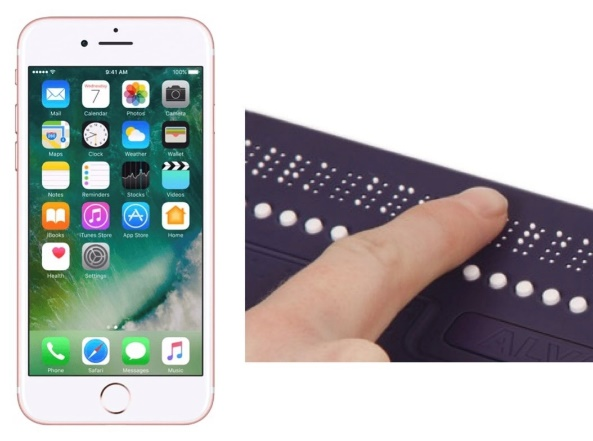 9:41 AM 100%
Wednesday
7
Mail Calendar Photos Camera
Maps Clock Weather Wallet
Notes Reminders Stocks Videos
iBooks iTunes Store App Store Home
Health Settings
Phone Safari Messages Music